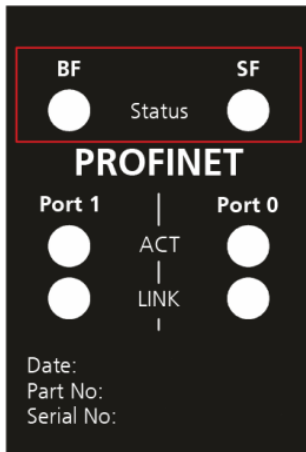 BF SF
Status
PROFINET
Port 1 Port 0
ACT
LINK
Date:
Part No:
Serial No: